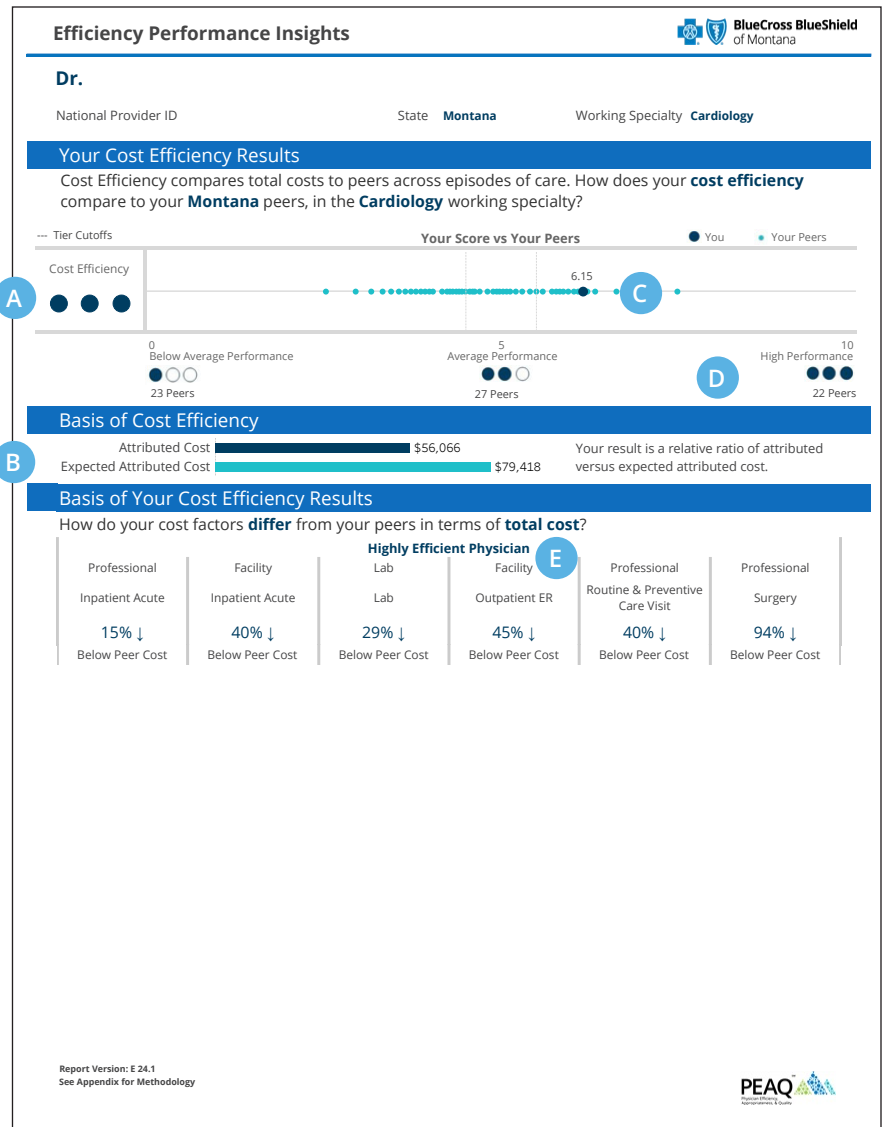 Efficiency Performance Insights
BlueCross BlueShield
of Montana
Dr.
National Provider ID State Montana Working Specialty Cardiology
Your Cost Efficiency Results
Cost Efficiency compares total costs to peers across episodes of care. How does your cost efficiency
compare to your Montana peers, in the Cardiology working specialty?
--- Tier Cutoffs Your Score vs Your Peers You Your Peers
Cost Efficiency
6.15
A
C
0 5 10
Below Average Performance Average Performance High Performance
D
23 Peers 27 Peers 22 Peers
Basis of Cost Efficiency
B
Attributed Cost $56,066
Expected Attributed Cost $79,418
Your result is a relative ratio of attributed
versus expected attributed cost.
Basis of Your Cost Efficiency Results
How do your cost factors differ from your peers in terms of total cost?
Highly Efficient Physician
E
Professional Facility Lab Facility Professional Professional
Inpatient Acute Inpatient Acute Lab Outpatient ER Routine & Preventive Care Visit Surgery
15% ↓ 40% ↓ 29% ↓ 45% ↓ 40% ↓ 94% ↓
Below Peer Cost Below Peer Cost Below Peer Cost Below Peer Cost Below Peer Cost Below Peer Cost
Report Version: E 24.1
See Appendix for Methodology
PEAQ™
Physician Efficiency,
Appropriateness, & Quality